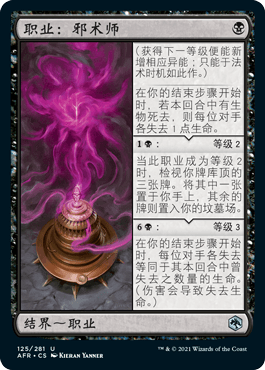 职业：邪术师
（获得下一等级便能新
增相应异能；只能于法
术时机如此作。）
在你的结束步骤开始
时，若本回合中有生
物死去，则每位对手
各失去1点生命。
1：等级2
当此职业成为等级2
时，检视你牌库顶的
三张牌。将其中一张
置于你手上，其余的
牌则置入你的坟墓场。
6：等级3
在你的结束步骤开始
时，每位对手各失去
等同于其本回合中曾
失去之数量的生命。
（伤害会导致失去生
命。）
结界～职业
125/281 U
AFR • CS KIERAN YANNER
™ & © 2021 Wizards of the Coast